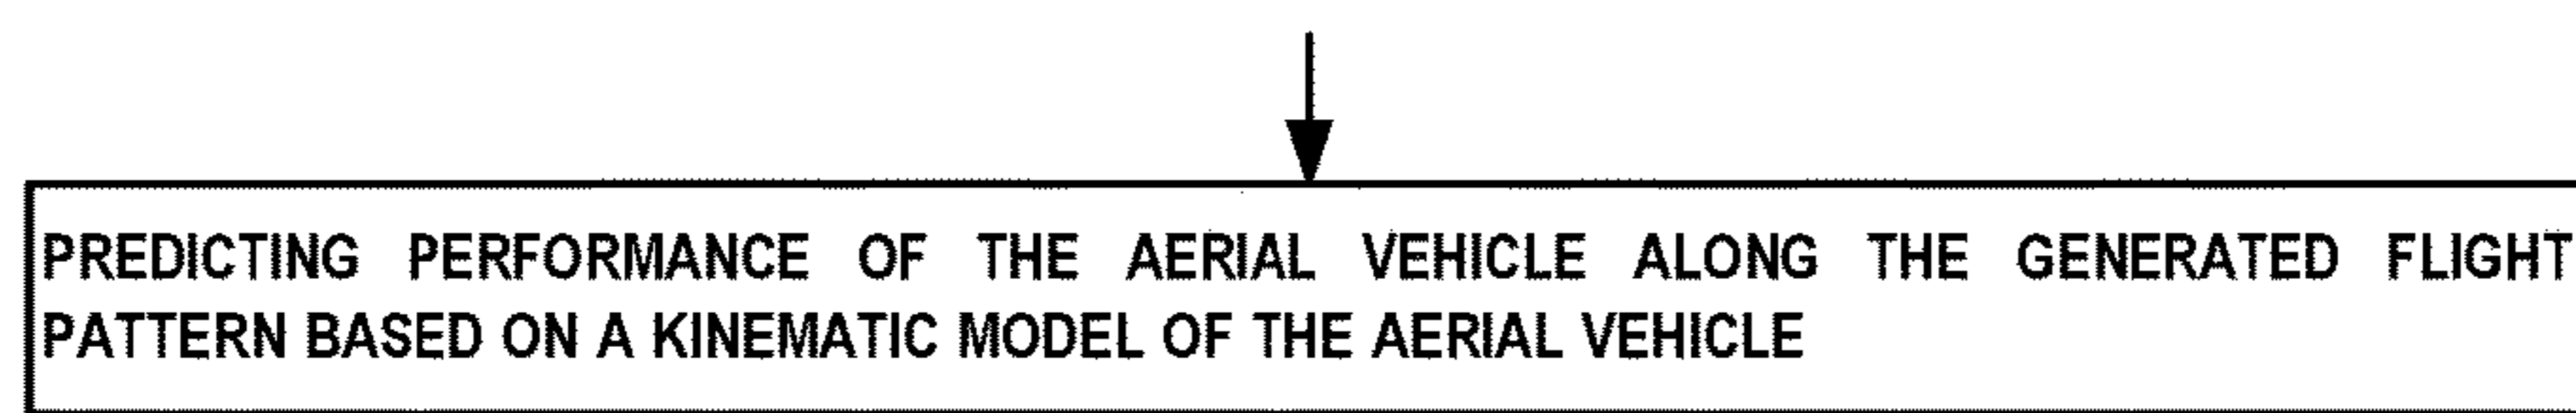 PREDICTING PERFORMANCE OF THE AERIAL VEHICLE ALONG THE GENERATED FLIGHT
PATTERN BASED ON A KINEMATIC MODEL OF THE AERIAL VEHICLE